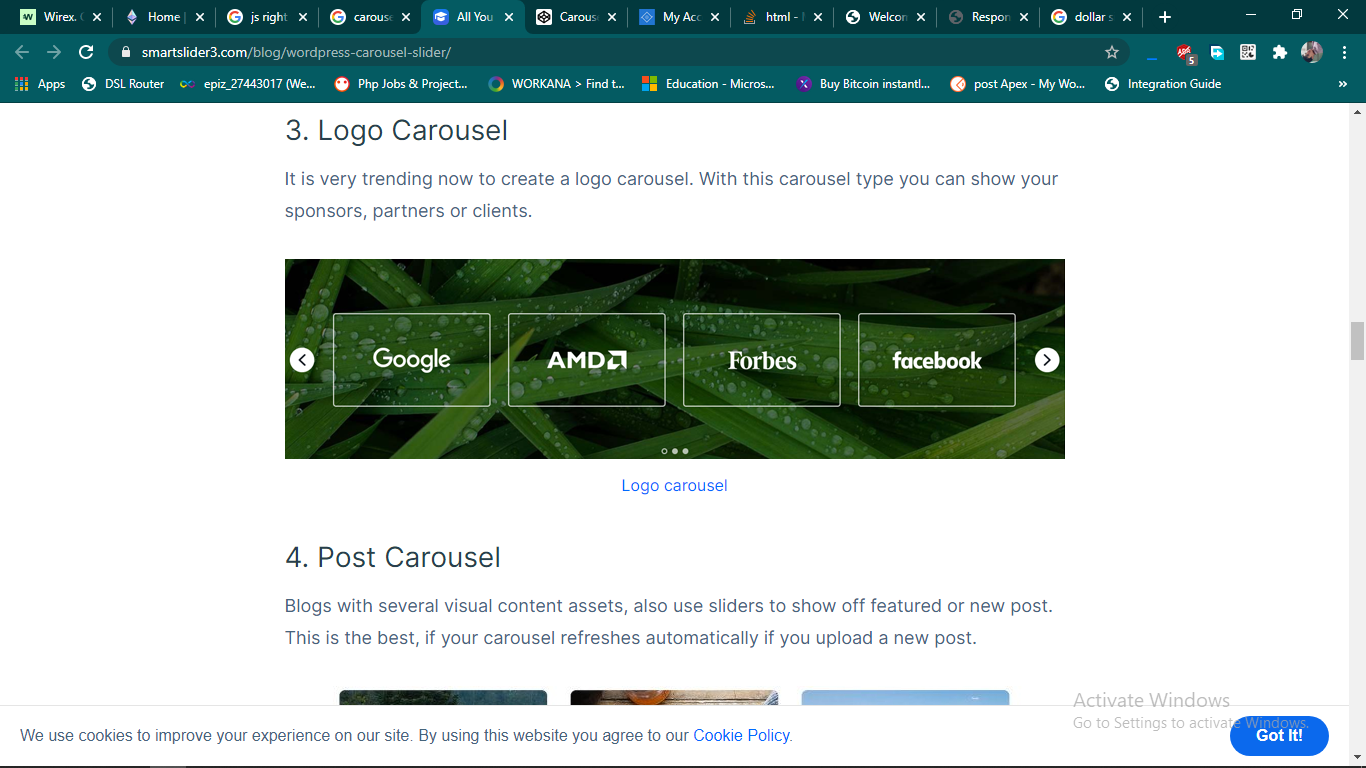 Wirex.
Home |
js right
carouse
All You
Carous
My Acc
html -
Welcon
Respon
dollar s
smartslider3.com/blog/wordpress-carousel-slider/
5
Apps
DSL Router
epiz_27443017 (We...
Php Jobs & Project...
WORKANA > Find t...
Education - Micros...
Buy Bitcoin instantl...
post Apex - My Wo...
Integration Guide
»
3. Logo Carousel
It is very trending now to create a logo carousel. With this carousel type you can show your
sponsors, partners or clients.
Google
AMD
Forbes
facebook
Logo carousel
4. Post Carousel
Blogs with several visual content assets, also use sliders to show off featured or new post.
This is the best, if your carousel refreshes automatically if you upload a new post.
Activate Windows
Go to Settings to activate Windows.
We use cookies to improve your experience on our site. By using this website you agree to our Cookie Policy.
Got It!